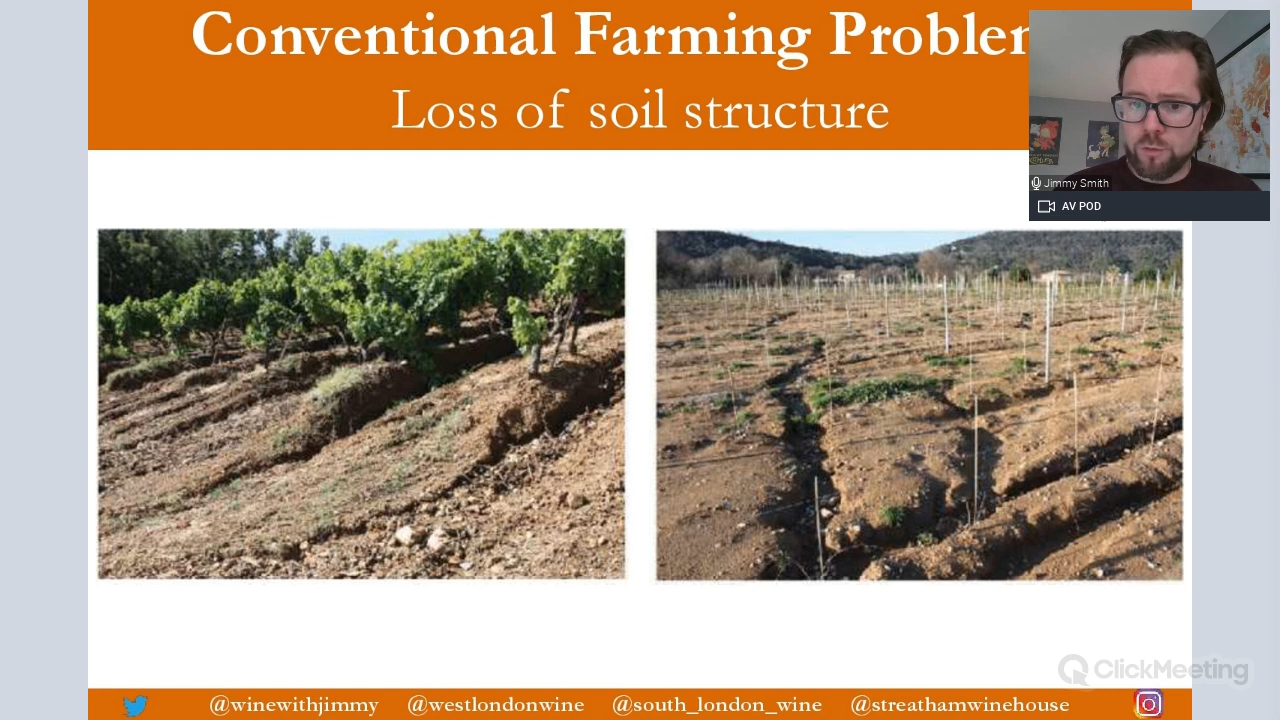 Conventional Farming Problem
Loss of soil structure
Jimmy Smith
AV POD
ClickMeeting
@winewithjimmy @westlondonwine @south_london_wine @streathamwinehouse